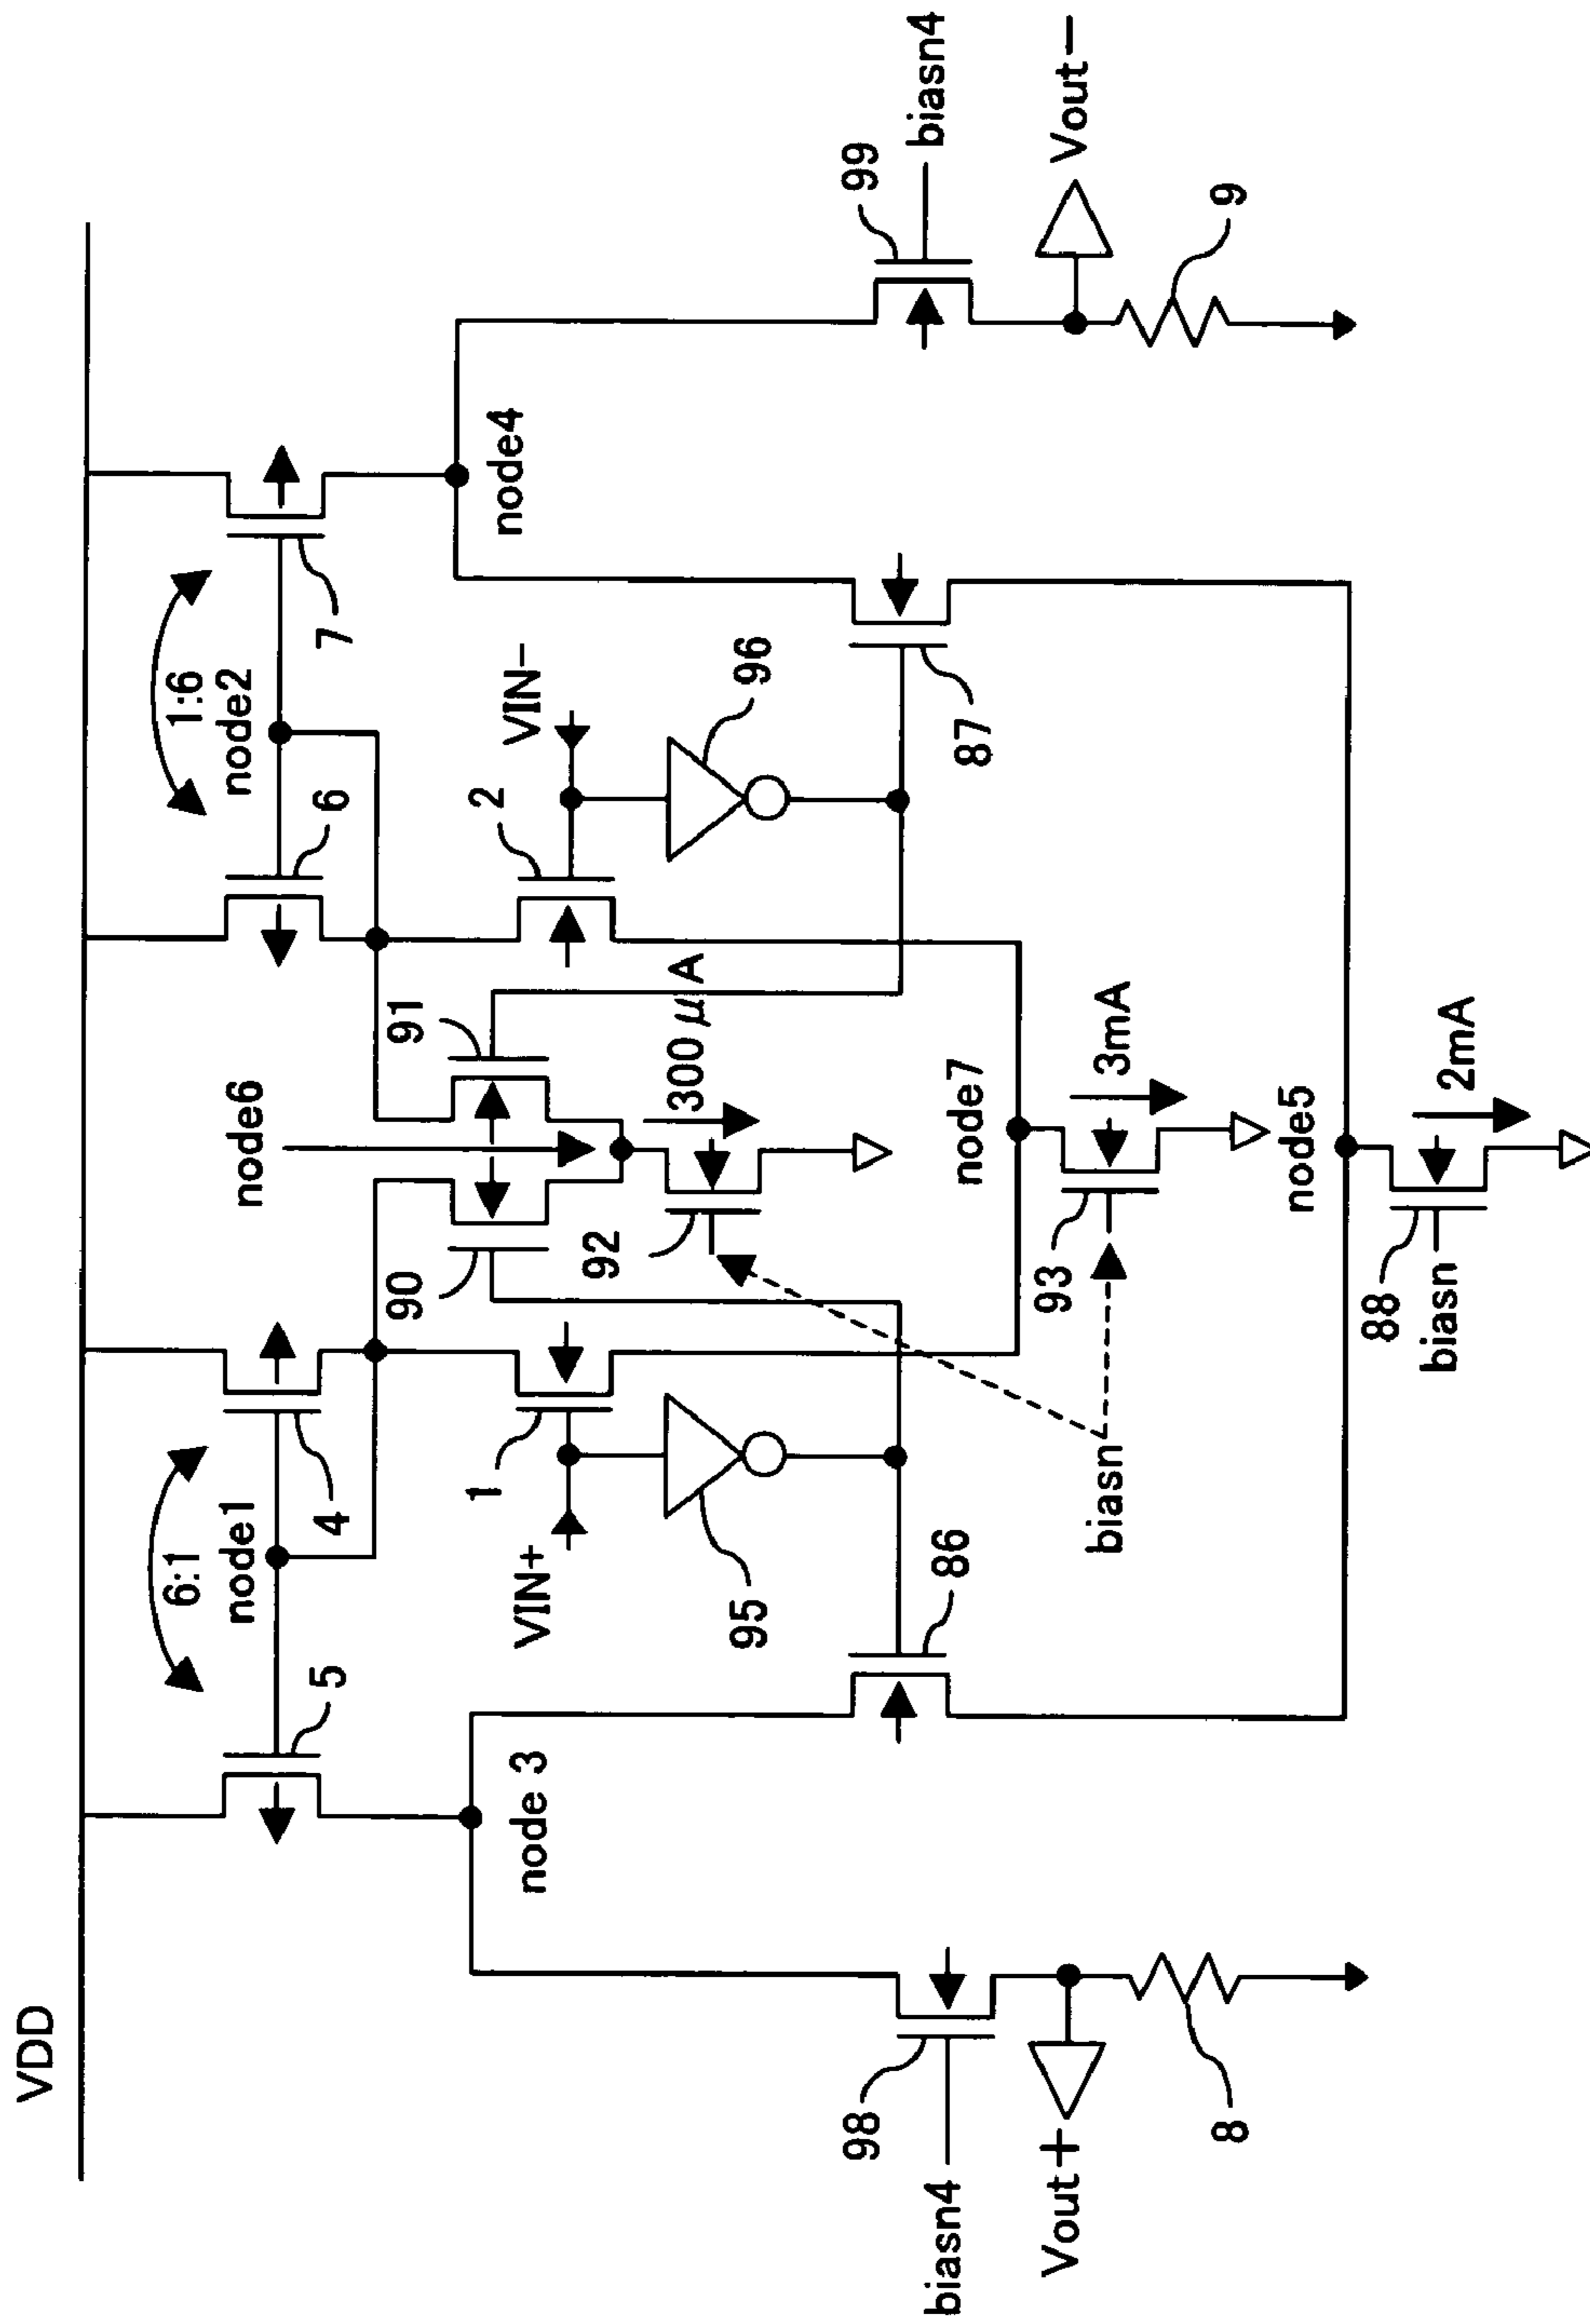 VDD
6:1
node1
5
4
1:6
node2
6
7
node6
node 3
node4
90
91
1
2
VIN+
VIN−
92
300 μA
95
96
98
biasn4
86
87
99
biasn4
node7
93
3mA
biasn
Vout+
Vout−
8
9
node5
88
biasn
2mA